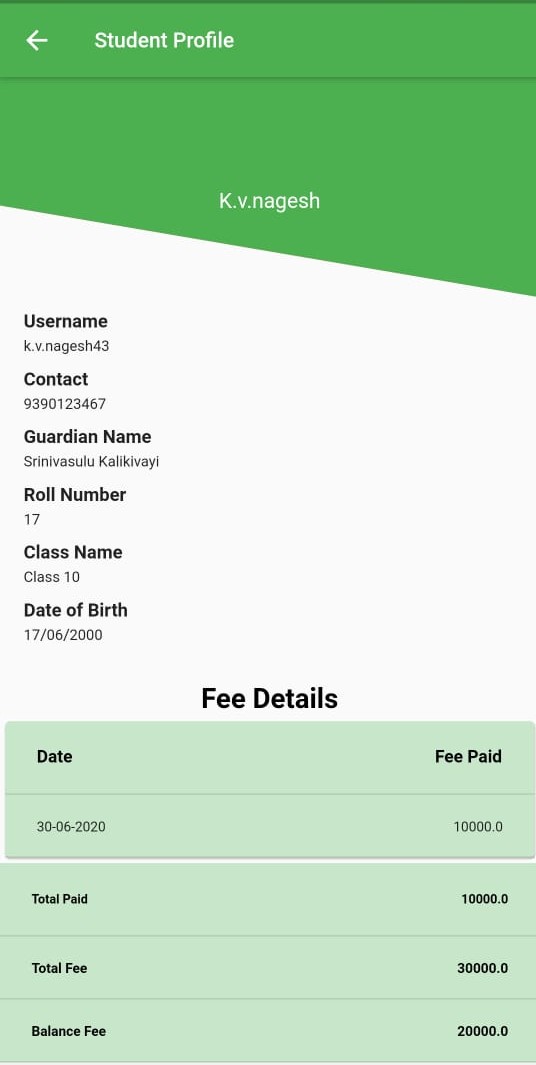 Student Profile
K.v.nagesh
Username
k.v.nagesh43
Contact
9390123467
Guardian Name
Srinivasulu Kalikivayi
Roll Number
17
Class Name
Class 10
Date of Birth
17/06/2000
Fee Details
Date Fee Paid
30-06-2020 10000.0
Total Paid 10000.0
Total Fee 30000.0
Balance Fee 20000.0